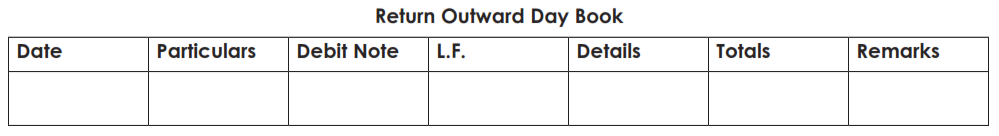 Return Outward Day Book
Date Particulars Debit Note L.F. Details Totals Remarks